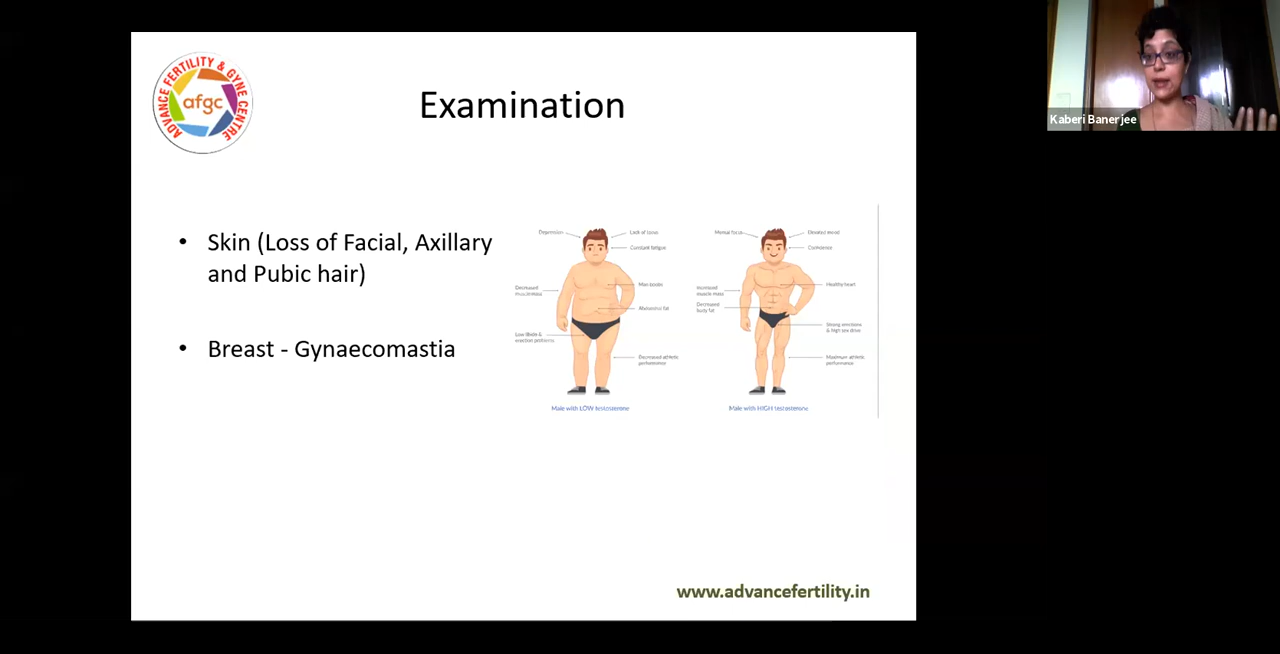 ADVANCE FERTILITY & GYNE CENTRE
afgc
Examination
• Skin (Loss of Facial, Axillary
and Pubic hair)
• Breast - Gynaecomastia
Depression
Lack of focus
Constant fatigue
Decreased
muscle mass
Man boobs
Abdominal fat
Low libido &
erection problems
Decreased athletic
performance
Male with LOW testosterone
Mental focus
Elevated mood
Confidence
Increased
muscle mass
Decreased
body fat
Healthy heart
Strong erections
& high sex drive
Maximum athletic
performance
Male with HIGH testosterone
www.advancefertility.in
Kaberi Banerjee